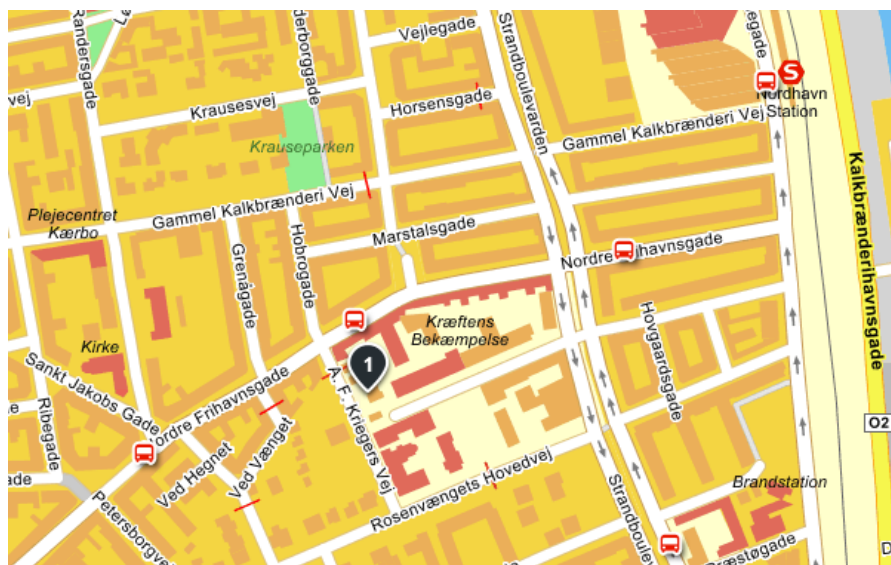 Vejlegade
Randersgade
Strandboulevarden
Krausesvej
Horsensgade
Nordhavn
Station
Gammel Kalkbrænderi Vej
Krauseparken
Kalkbrænderihavnsgade
Plejecentret
Kærbo
Gammel Kalkbrænderi Vej
Marstalsgade
Hobrogade
Grenågade
Nordre
Kræftens
Bekæmpelse
Hovgaardsgade
Kirke
1
Sankt Jakobs Gade
Nordre Frihavnsgade
A. F. Kriegers Vej
Ribegade
O2
Ved Hegnet
Ved Vænget
Rosenvængets Hovedvej
Brandstation
S